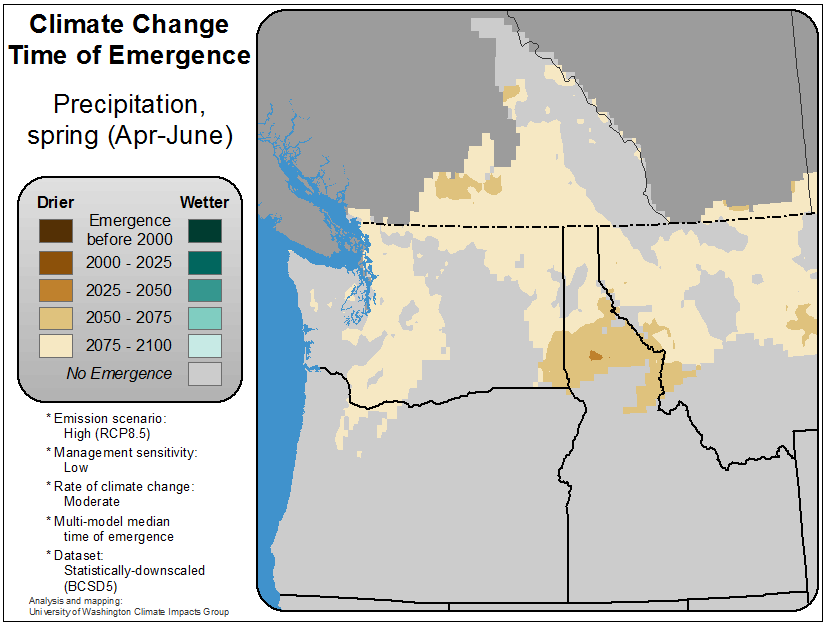 Climate Change
Time of Emergence
Precipitation,
spring (Apr-June)
Drier
Wetter
Emergence
before 2000
2000 - 2025
2025 - 2050
2050 - 2075
2075 - 2100
No Emergence
* Emission scenario:
High (RCP8.5)
* Management sensitivity:
Low
* Rate of climate change:
Moderate
* Multi-model median
time of emergence
* Dataset:
Statistically-downscaled
(BCSD5)
Analysis and mapping:
University of Washington Climate Impacts Group